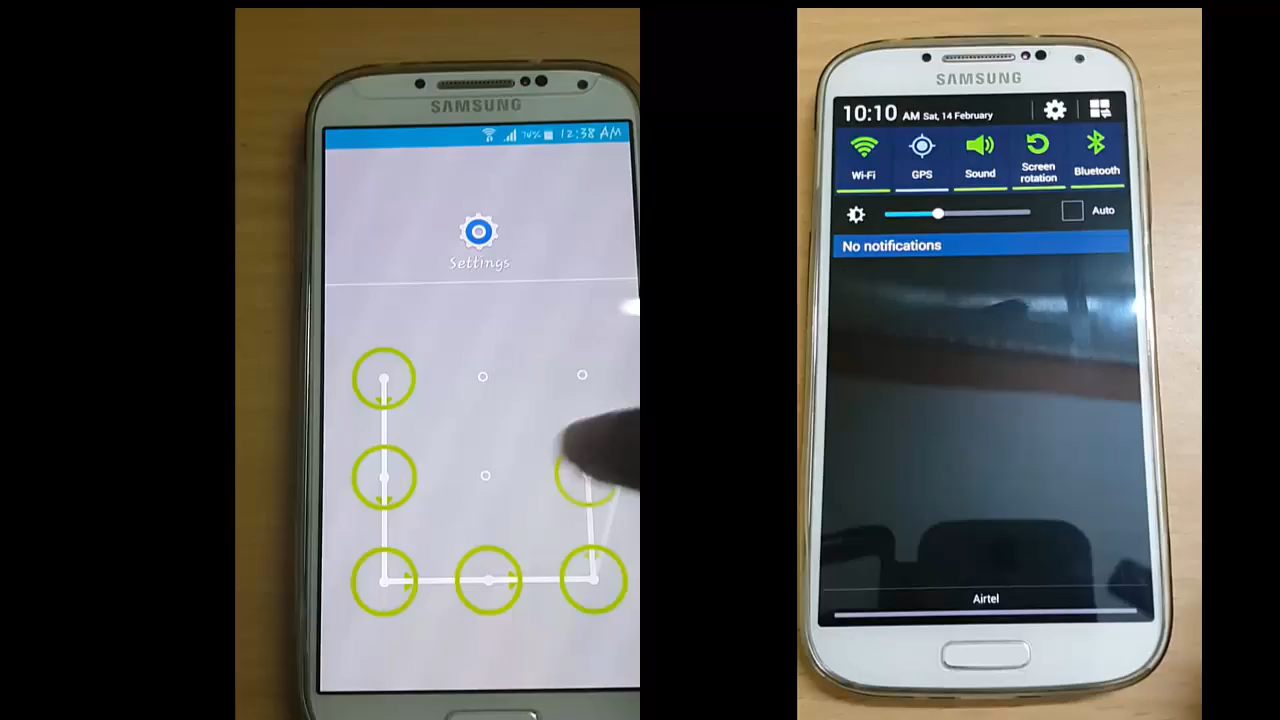 SAMSUNG
74% 12:38 AM
Settings
SAMSUNG
10:10 AM Sat, 14 February
Wi-Fi
GPS
Sound
Screen
rotation
Bluetooth
Auto
No notifications
Airtel